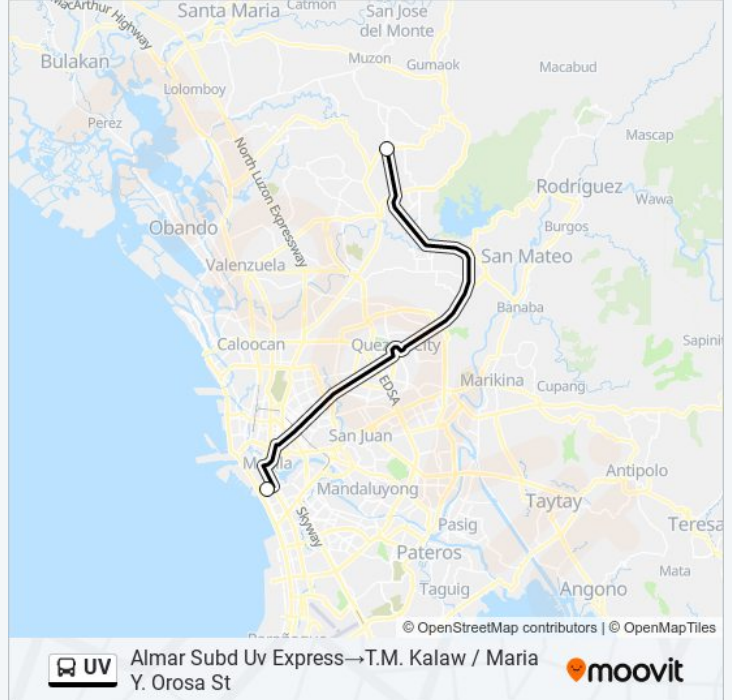 MacArthur Highway
Santa Maria
Catmon
San Jose
del Monte
Bulakan
Muzon
Gumaok
Macabud
Lolomboy
Perez
Mascap
North Luzon Expressway
Rodriguez
Wawa
Obando
Burgos
Valenzuela
San Mateo
Banaba
Caloocan
City
Sapini
EDSA
Marikina
Cupang
San Juan
Antipolo
Mandaluyong
Taytay
Skyway
Pasig
Teresa
Pateros
Mata
Taguig
Angono
© OpenStreetMap contributors | © OpenMapTiles
UV
Almar Subd Uv Express→T.M. Kalaw / Maria
Y. Orosa St
moovit